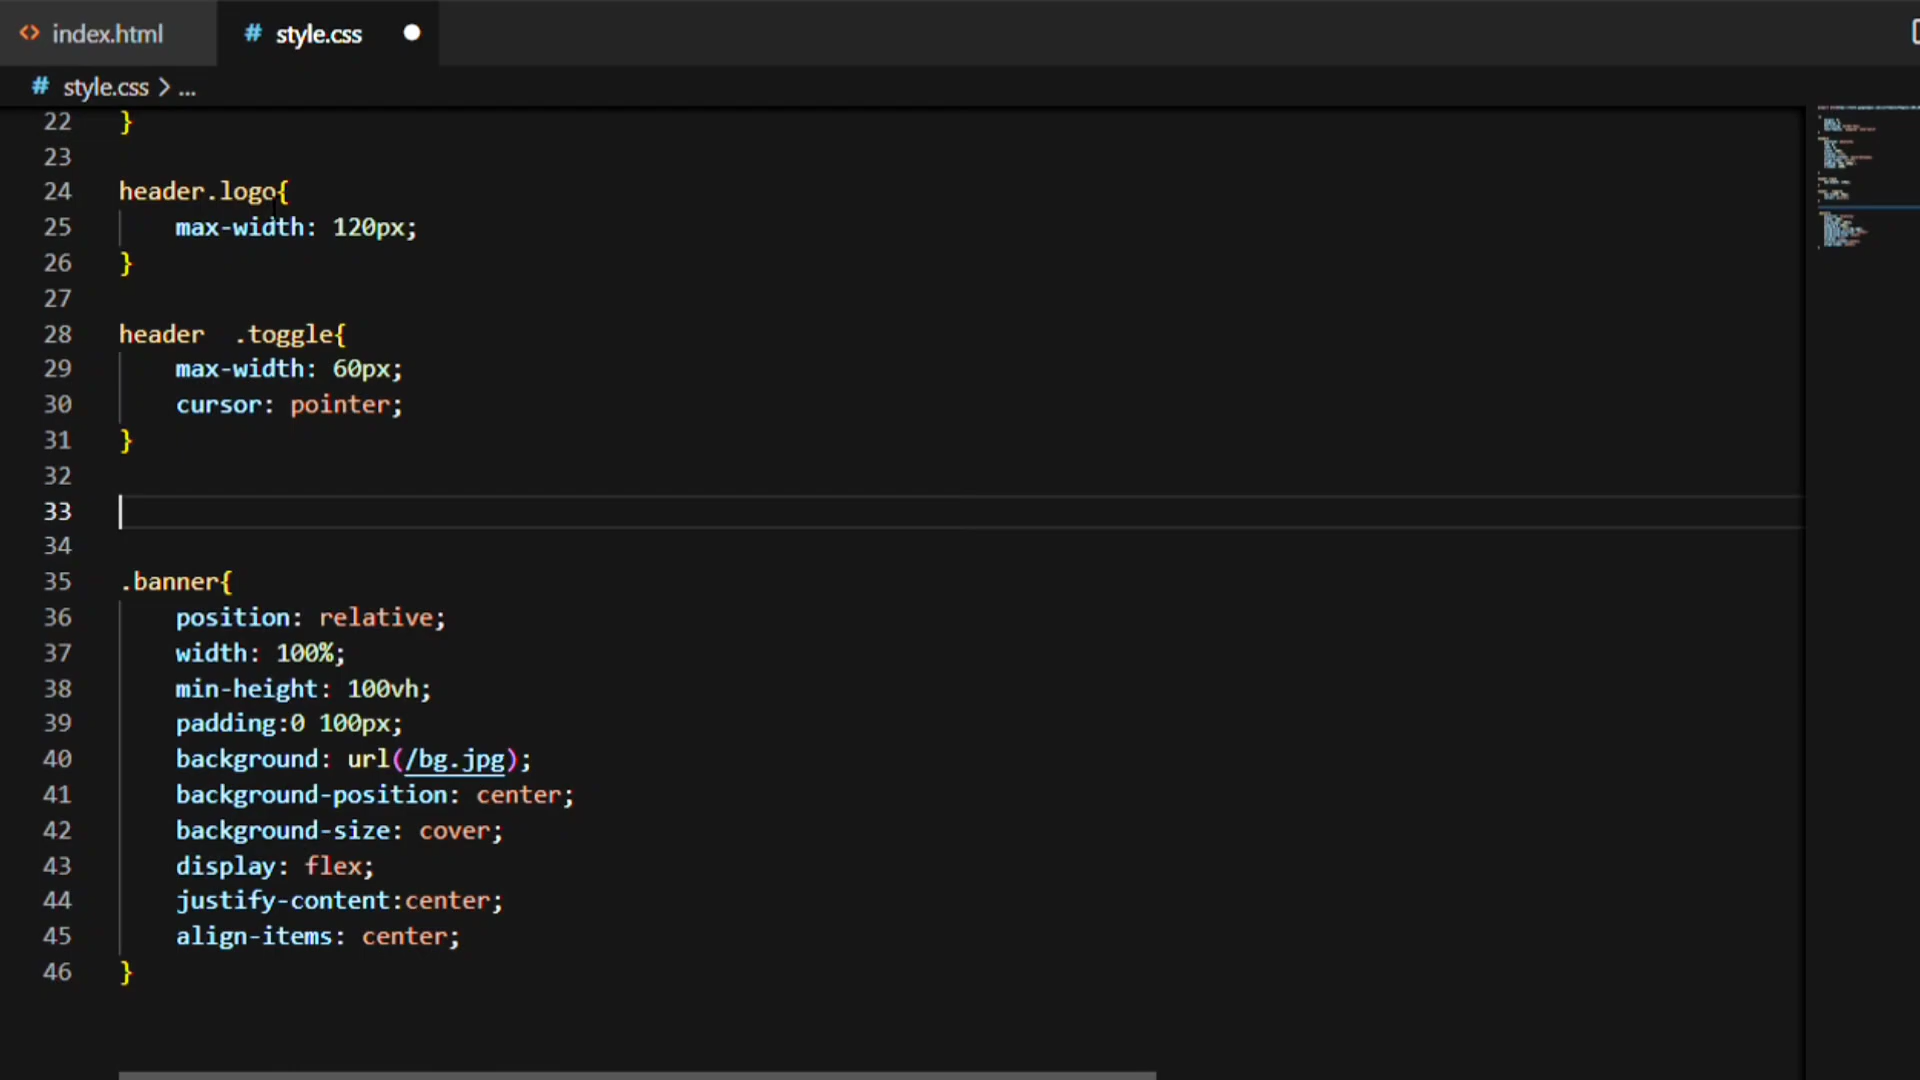 index.html
# style.css
# style.css > ...
22 }
23
24 header.logo{
25 max-width: 120px;
26 }
27
28 header  .toggle{
29 max-width: 60px;
30 cursor: pointer;
31 }
32
33
34
35 .banner{
36 position: relative;
37 width: 100%;
38 min-height: 100vh;
39 padding:0 100px;
40 background: url(/bg.jpg);
41 background-position: center;
42 background-size: cover;
43 display: flex;
44 justify-content:center;
45 align-items: center;
46 }